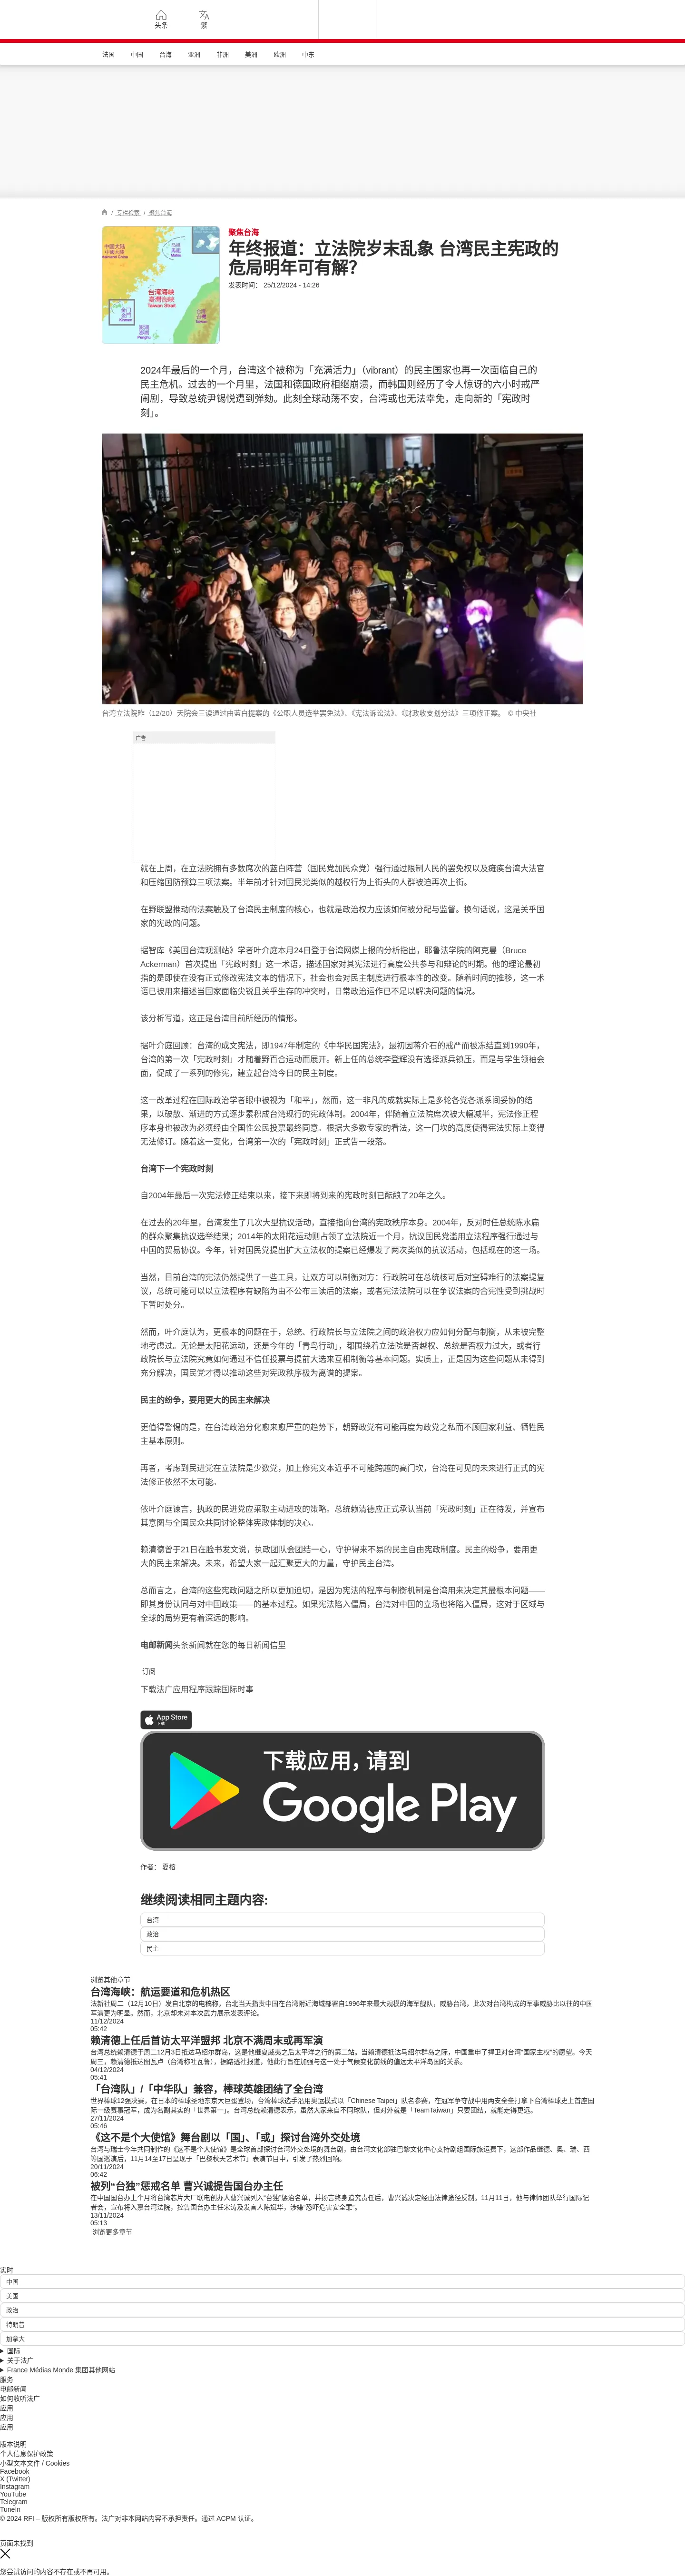 头条
繁
法国
中国
台海
亚洲
非洲
美洲
欧洲
中东
/ 专栏检索 / 聚焦台海
聚焦台海
年终报道：立法院岁末乱象 台湾民主宪政的
危局明年可有解？
发表时间： 25/12/2024 - 14:26
台湾海峡
臺灣海峽
Taiwan Strait
2024年最后的一个月，台湾这个被称为「充满活力」（vibrant）的民主国家也再一次面临自己的
民主危机。过去的一个月里，法国和德国政府相继崩溃，而韩国则经历了令人惊讶的六小时戒严
闹剧，导致总统尹锡悦遭到弹劾。此刻全球动荡不安，台湾或也无法幸免，走向新的「宪政时
刻」。
台湾立法院昨（12/20）天院会三读通过由蓝白提案的《公职人员选举罢免法》、《宪法诉讼法》、《财政收支划分法》三项修正案。 © 中央社
广告
就在上周，在立法院拥有多数席次的蓝白阵营（国民党加民众党）强行通过限制人民的罢免权以及瘫痪台湾大法官
和压缩国防预算三项法案。半年前才针对国民党类似的越权行为上街头的人群被迫再次上街。
在野联盟推动的法案触及了台湾民主制度的核心，也就是政治权力应该如何被分配与监督。换句话说，这是关乎国
家的宪政的问题。
据智库《美国台湾观测站》学者叶介庭本月24日登于台湾网媒上报的分析指出，耶鲁法学院的阿克曼（Bruce
Ackerman）首次提出「宪政时刻」这一术语，描述国家对其宪法进行高度公共参与和辩论的时期。他的理论最初
指的是即使在没有正式修改宪法文本的情况下，社会也会对民主制度进行根本性的改变。随着时间的推移，这一术
语已被用来描述当国家面临尖锐且关乎生存的冲突时，日常政治运作已不足以解决问题的情况。
该分析写道，这正是台湾目前所经历的情形。
据叶介庭回顾：台湾的成文宪法，即1947年制定的《中华民国宪法》，最初因蒋介石的戒严而被冻结直到1990年，
台湾的第一次「宪政时刻」才随着野百合运动而展开。新上任的总统李登辉没有选择派兵镇压，而是与学生领袖会
面，促成了一系列的修宪，建立起台湾今日的民主制度。
这一改革过程在国际政治学者眼中被视为「和平」，然而，这一非凡的成就实际上是多轮各党各派系间妥协的结
果，以破散、渐进的方式逐步累积成台湾现行的宪政体制。2004年，伴随着立法院席次被大幅减半，宪法修正程
序本身也被改为必须经由全国性公民投票最终同意。根据大多数专家的看法，这一门坎的高度使得宪法实际上变得
无法修订。随着这一变化，台湾第一次的「宪政时刻」正式告一段落。
台湾下一个宪政时刻
自2004年最后一次宪法修正结束以来，接下来即将到来的宪政时刻已酝酿了20年之久。
在过去的20年里，台湾发生了几次大型抗议活动，直接指向台湾的宪政秩序本身。2004年，反对时任总统陈水扁
的群众聚集抗议选举结果；2014年的太阳花运动则占领了立法院近一个月，抗议国民党滥用立法程序强行通过与
中国的贸易协议。今年，针对国民党提出扩大立法权的提案已经爆发了两次类似的抗议活动，包括现在的这一场。
当然，目前台湾的宪法仍然提供了一些工具，让双方可以制衡对方：行政院可在总统核可后对窒碍难行的法案提复
议，总统可能可以以立法程序有缺陷为由不公布三读后的法案，或者宪法法院可以在争议法案的合宪性受到挑战时
下暂时处分。
然而，叶介庭认为，更根本的问题在于，总统、行政院长与立法院之间的政治权力应如何分配与制衡，从未被完整
地考虑过。无论是太阳花运动，还是今年的「青鸟行动」，都围绕着立法院是否越权、总统是否权力过大，或者行
政院长与立法院究竟如何通过不信任投票与提前大选来互相制衡等基本问题。实质上，正是因为这些问题从未得到
充分解决，国民党才得以推动这些对宪政秩序极为离谱的提案。
民主的纷争，要用更大的民主来解决
更值得警惕的是，在台湾政治分化愈来愈严重的趋势下，朝野政党有可能再度为政党之私而不顾国家利益、牺牲民
主基本原则。
再者，考虑到民进党在立法院是少数党，加上修宪文本近乎不可能跨越的高门坎，台湾在可见的未来进行正式的宪
法修正依然不太可能。
依叶介庭谏言，执政的民进党应采取主动进攻的策略。总统赖清德应正式承认当前「宪政时刻」正在待发，并宣布
其意图与全国民众共同讨论整体宪政体制的决心。
赖清德曾于21日在脸书发文说，执政团队会团结一心，守护得来不易的民主自由宪政制度。民主的纷争，要用更
大的民主来解决。未来，希望大家一起汇聚更大的力量，守护民主台湾。
总而言之，台湾的这些宪政问题之所以更加迫切，是因为宪法的程序与制衡机制是台湾用来决定其最根本问题——
即其身份认同与对中国政策——的基本过程。如果宪法陷入僵局，台湾对中国的立场也将陷入僵局，这对于区域与
全球的局势更有着深远的影响。
电邮新闻头条新闻就在您的每日新闻信里
订阅
下载法广应用程序跟踪国际时事
App Store
下载
下载应用，请到
Google Play
作者： 夏榕
继续阅读相同主题内容:
台湾
政治
民主
浏览其他章节
台湾海峡：航运要道和危机热区
法新社周二（12月10日）发自北京的电稿称，台北当天指责中国在台湾附近海域部署自1996年来最大规模的海军舰队，威胁台湾，此次对台湾构成的军事威胁比以往的中国
军演更为明显。然而，北京却未对本次武力展示发表评论。
11/12/2024
05:42
赖清德上任后首访太平洋盟邦 北京不满周末或再军演
台湾总统赖清德于周二12月3日抵达马绍尔群岛，这是他继夏威夷之后太平洋之行的第二站。当赖清德抵达马绍尔群岛之际，中国重申了捍卫对台湾“国家主权”的愿望。今天
周三，赖清德抵达图瓦卢（台湾称吐瓦鲁），据路透社报道，他此行旨在加强与这一处于气候变化前线的偏远太平洋岛国的关系。
04/12/2024
05:41
「台湾队」/「中华队」兼容，棒球英雄团结了全台湾
世界棒球12强决赛，在日本的棒球圣地东京大巨蛋登场，台湾棒球选手沿用奥运模式以「Chinese Taipei」队名参赛，在冠军争夺战中用两支全垒打拿下台湾棒球史上首座国
际一级赛事冠军，成为名副其实的「世界第一」。台湾总统赖清德表示，虽然大家来自不同球队，但对外就是「TeamTaiwan」只要团结，就能走得更远。
27/11/2024
05:46
《这不是个大使馆》舞台剧以「国」、「或」探讨台湾外交处境
台湾与瑞士今年共同制作的《这不是个大使馆》是全球首部探讨台湾外交处境的舞台剧，由台湾文化部驻巴黎文化中心支持剧组国际旅运费下，这部作品继德、奥、瑞、西
等国巡演后，11月14至17日呈现于「巴黎秋天艺术节」表演节目中，引发了热烈回响。
20/11/2024
06:42
被列“台独”惩戒名单 曹兴诚提告国台办主任
在中国国台办上个月将台湾芯片大厂联电创办人曹兴诚列入“台独”惩治名单，并扬言终身追究责任后，曹兴诚决定经由法律途径反制。11月11日，他与律师团队举行国际记
者会，宣布将入禀台湾法院，控告国台办主任宋涛及发言人陈斌华，涉嫌“恐吓危害安全罪”。
13/11/2024
05:13
浏览更多章节
实时
中国
美国
政治
特朗普
加拿大
国际
关于法广
France Médias Monde 集团其他网站
服务
电邮新闻
如何收听法广
应用
应用
应用
版本说明
个人信息保护政策
小型文本文件 / Cookies
Facebook
X (Twitter)
Instagram
YouTube
Telegram
TuneIn
© 2024 RFI – 版权所有版权所有。法广对非本网站内容不承担责任。通过 ACPM 认证。
页面未找到
您尝试访问的内容不存在或不再可用。